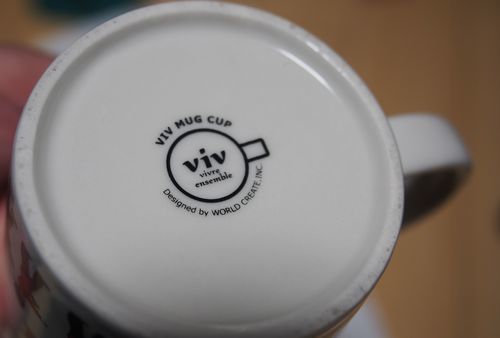 VIV MUG CUP
viv
vivre
ensemble
Designed by WORLD CREATE.INC.